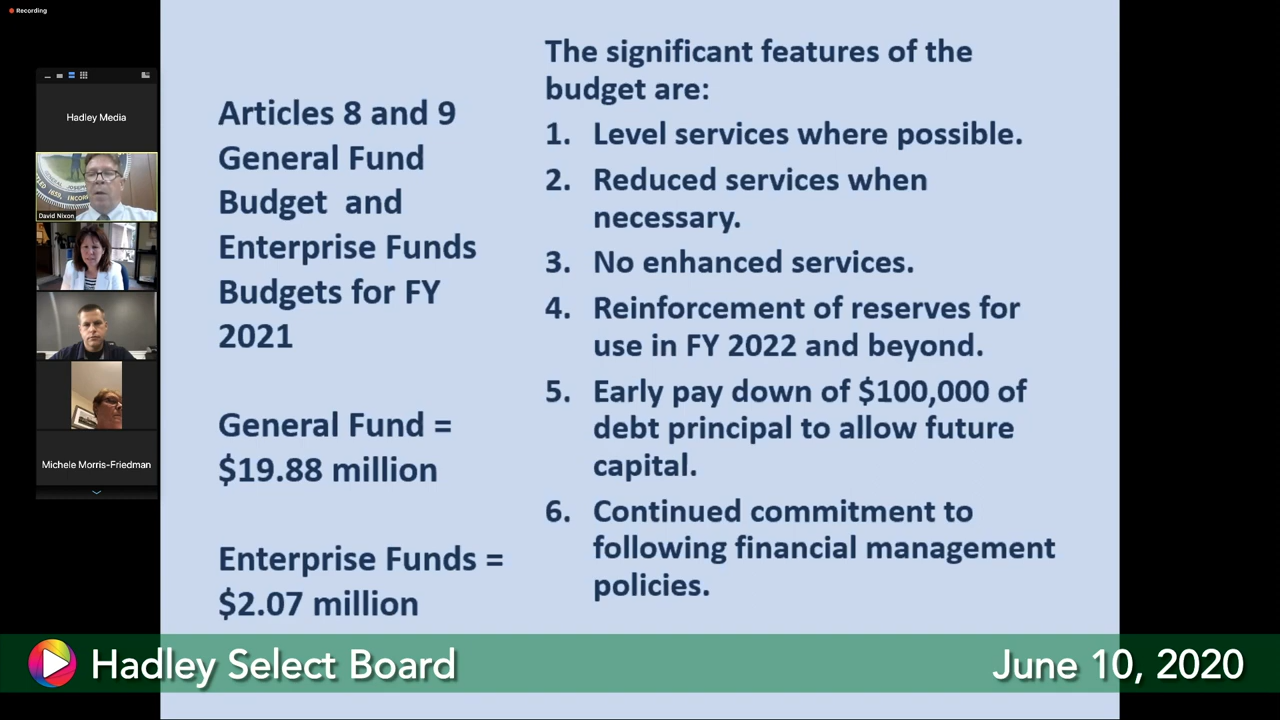 Recording
Hadley Media
David Nixon
Michele Morris-Friedman
Articles 8 and 9
General Fund
Budget and
Enterprise Funds
Budgets for FY
2021
General Fund =
$19.88 million
Enterprise Funds =
$2.07 million
The significant features of the
budget are:
1. Level services where possible.
2. Reduced services when
necessary.
3. No enhanced services.
4. Reinforcement of reserves for
use in FY 2022 and beyond.
5. Early pay down of $100,000 of
debt principal to allow future
capital.
6. Continued commitment to
following financial management
policies.
Hadley Select Board
June 10, 2020